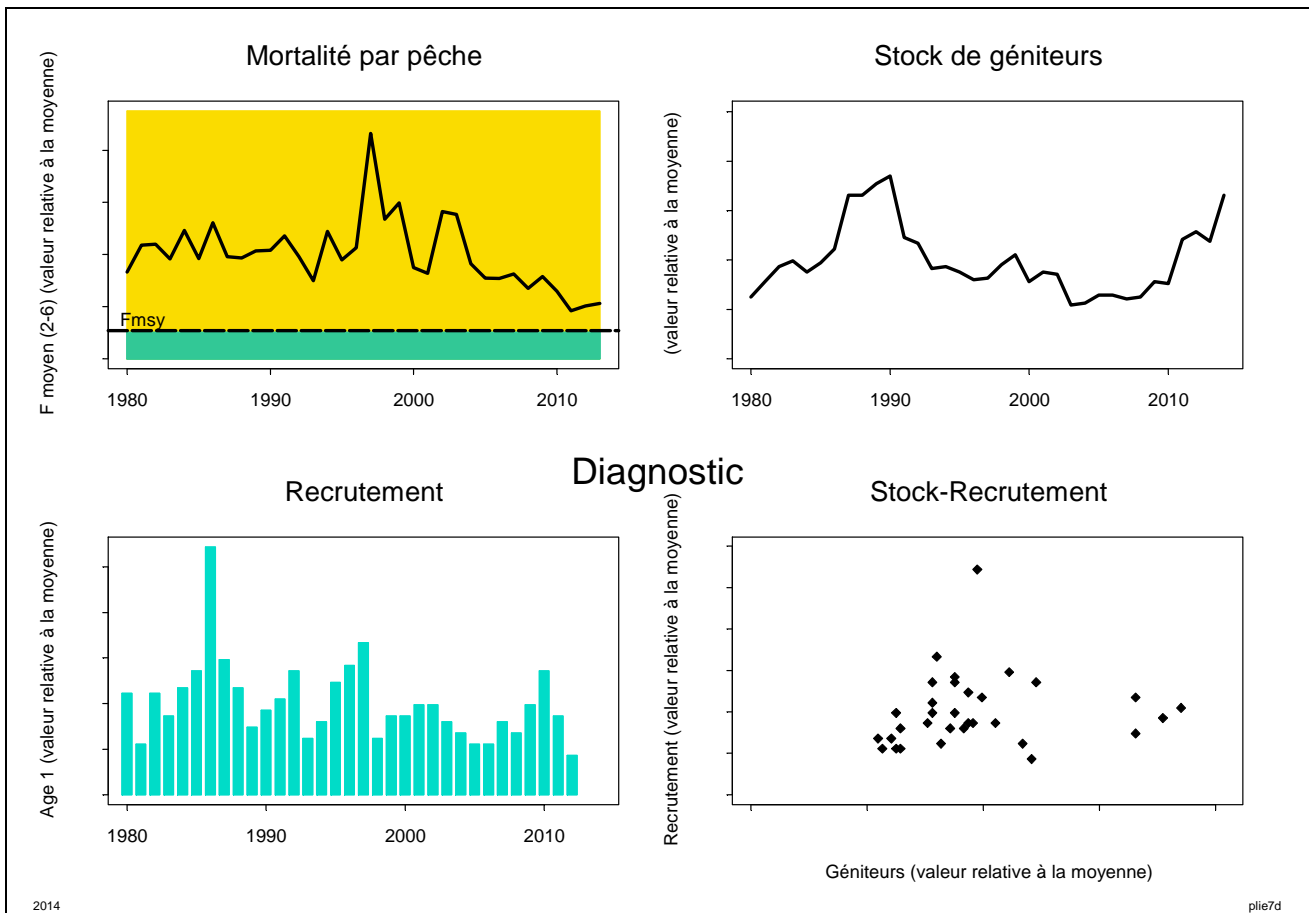 Mortalité par pêche
F moyen (2-6) (valeur relative à la moyenne)
Fmsy
1980 1990 2000 2010
Stock de géniteurs
(valeur relative à la moyenne)
1980 1990 2000 2010
Diagnostic
Recrutement
Age 1 (valeur relative à la moyenne)
1980 1990 2000 2010
Stock-Recrutement
Recrutement (valeur relative à la moyenne)
Géniteurs (valeur relative à la moyenne)
2014
plie7d